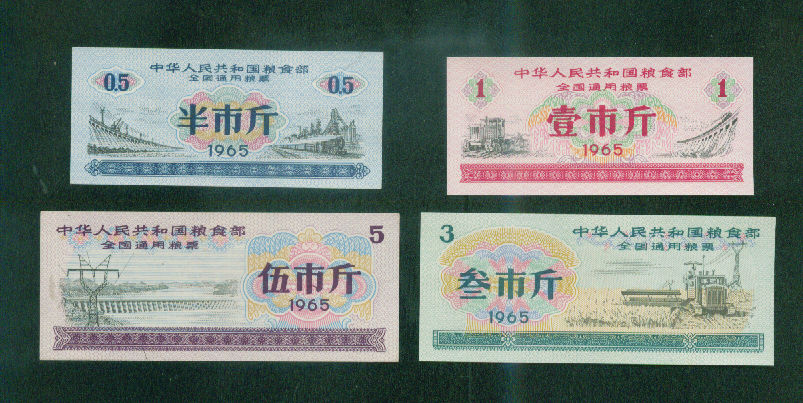 中华人民共和国粮食部
全国通用粮票
0.5 0.5
半市斤
1965
中华人民共和国粮食部
全国通用粮票
1 1
壹市斤
1965
中华人民共和国粮食部 5
全国通用粮票
伍市斤
1965
3 中华人民共和国粮食部
全国通用粮票
叁市斤
1965